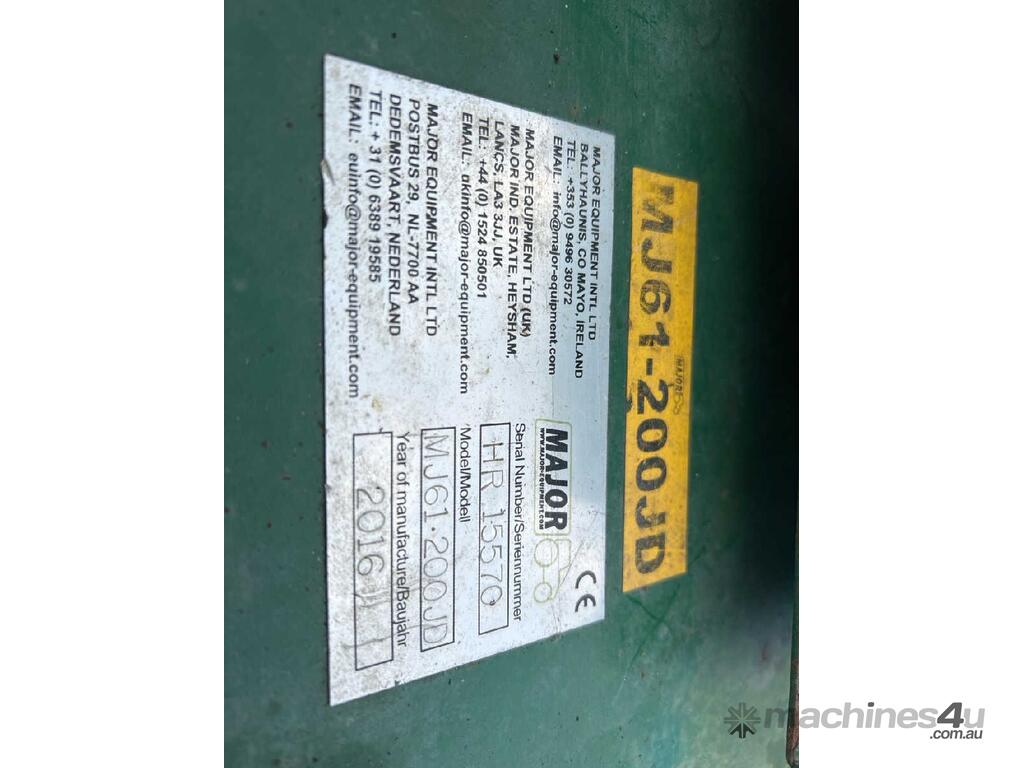 MAJOR
MJ61-200JD
MAJOR EQUIPMENT INTL LTD
BALLYHAUNIS, CO MAYO, IRELAND
TEL: +353 (0) 9496 30572
EMAIL: info@major-equipment.com
MAJOR EQUIPMENT LTD (UK)
MAJOR IND. ESTATE, HEYSHAM,
LANCS, LA3 3JJ, UK
TEL: +44 (0) 1524 850501
EMAIL: ukinfo@major-equipment.com
MAJOR EQUIPMENT INTL LTD
POSTBUS 29, NL-7700 AA
DEDEMSVAART, NEDERLAND
TEL: + 31 (0) 6389 19585
EMAIL: euinfo@major-equipment.com
CE
MAJOR
WWW.MAJOR-EQUIPMENT.COM
Serial Number/Seriennummer
HR 15570
Model/Modell
MJ61·200JD
Year of manufacture/Baujahr
2016
machines4u
.com.au